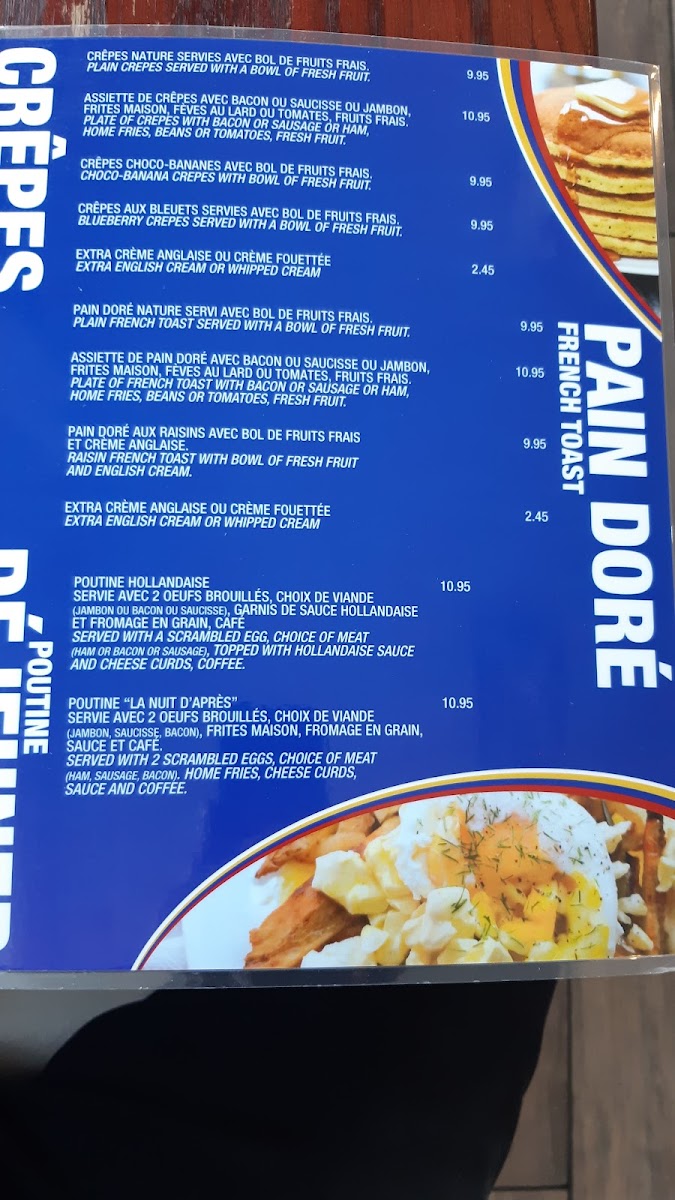 CRÊPES
CRÊPES NATURE SERVIES AVEC BOL DE FRUITS FRAIS.
PLAIN CREPES SERVED WITH A BOWL OF FRESH FRUIT.
9.95
ASSIETTE DE CRÊPES AVEC BACON OU SAUCISSE OU JAMBON,
FRITES MAISON, FÈVES AU LARD OU TOMATES, FRUITS FRAIS.
PLATE OF CREPES WITH BACON OR SAUSAGE OR HAM,
HOME FRIES, BEANS OR TOMATOES, FRESH FRUIT.
10.95
CRÊPES CHOCO-BANANES AVEC BOL DE FRUITS FRAIS.
CHOCO-BANANA CREPES WITH BOWL OF FRESH FRUIT.
9.95
CRÊPES AUX BLEUETS SERVIES AVEC BOL DE FRUITS FRAIS.
BLUEBERRY CREPES SERVED WITH A BOWL OF FRESH FRUIT.
9.95
EXTRA CRÈME ANGLAISE OU CRÈME FOUETTÉE
EXTRA ENGLISH CREAM OR WHIPPED CREAM
2.45
PAIN DORÉ
FRENCH TOAST
PAIN DORÉ NATURE SERVI AVEC BOL DE FRUITS FRAIS.
PLAIN FRENCH TOAST SERVED WITH A BOWL OF FRESH FRUIT.
9.95
ASSIETTE DE PAIN DORÉ AVEC BACON OU SAUCISSE OU JAMBON,
FRITES MAISON, FÈVES AU LARD OU TOMATES, FRUITS FRAIS.
PLATE OF FRENCH TOAST WITH BACON OR SAUSAGE OR HAM,
HOME FRIES, BEANS OR TOMATOES, FRESH FRUIT.
10.95
PAIN DORÉ AUX RAISINS AVEC BOL DE FRUITS FRAIS
ET CRÈME ANGLAISE.
RAISIN FRENCH TOAST WITH BOWL OF FRESH FRUIT
AND ENGLISH CREAM.
9.95
EXTRA CRÈME ANGLAISE OU CRÈME FOUETTÉE
EXTRA ENGLISH CREAM OR WHIPPED CREAM
2.45
POUTINE
DÉJEUNER
POUTINE HOLLANDAISE
10.95
SERVIE AVEC 2 OEUFS BROUILLÉS, CHOIX DE VIANDE
(JAMBON OU BACON OU SAUCISSE), GARNIS DE SAUCE HOLLANDAISE
ET FROMAGE EN GRAIN, CAFÉ
SERVED WITH A SCRAMBLED EGG, CHOICE OF MEAT
(HAM OR BACON OR SAUSAGE), TOPPED WITH HOLLANDAISE SAUCE
AND CHEESE CURDS, COFFEE.
POUTINE "LA NUIT D'APRÈS"
10.95
SERVIE AVEC 2 OEUFS BROUILLÉS, CHOIX DE VIANDE
(JAMBON, SAUCISSE, BACON), FRITES MAISON, FROMAGE EN GRAIN,
SAUCE ET CAFÉ.
SERVED WITH 2 SCRAMBLED EGGS, CHOICE OF MEAT
(HAM, SAUSAGE, BACON). HOME FRIES, CHEESE CURDS,
SAUCE AND COFFEE.